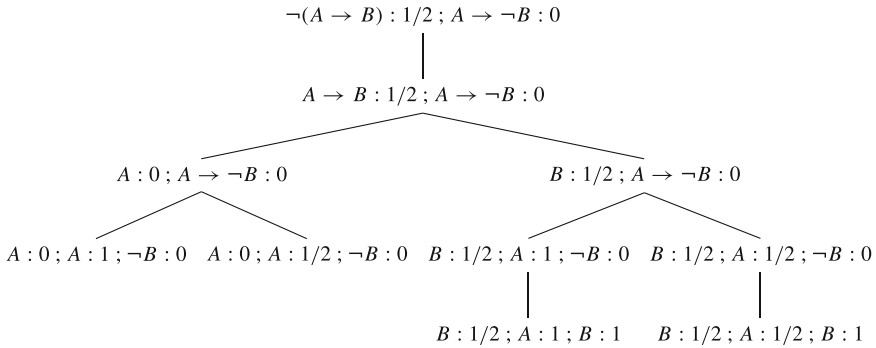 ¬(A → B) : 1/2 ; A → ¬B : 0
A → B : 1/2 ; A → ¬B : 0
A : 0 ; A → ¬B : 0 B : 1/2 ; A → ¬B : 0
A : 0 ; A : 1 ; ¬B : 0 A : 0 ; A : 1/2 ; ¬B : 0 B : 1/2 ; A : 1 ; ¬B : 0 B : 1/2 ; A : 1/2 ; ¬B : 0
B : 1/2 ; A : 1 ; B : 1 B : 1/2 ; A : 1/2 ; B : 1